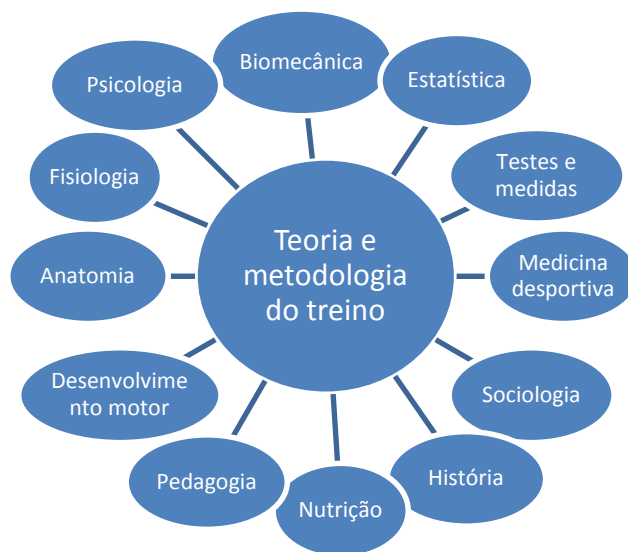 Biomecânica
Estatística
Testes e
medidas
Medicina
desportiva
Sociologia
História
Nutrição
Pedagogia
Desenvolvime
nto motor
Anatomia
Fisiologia
Psicologia
Teoria e
metodologia
do treino